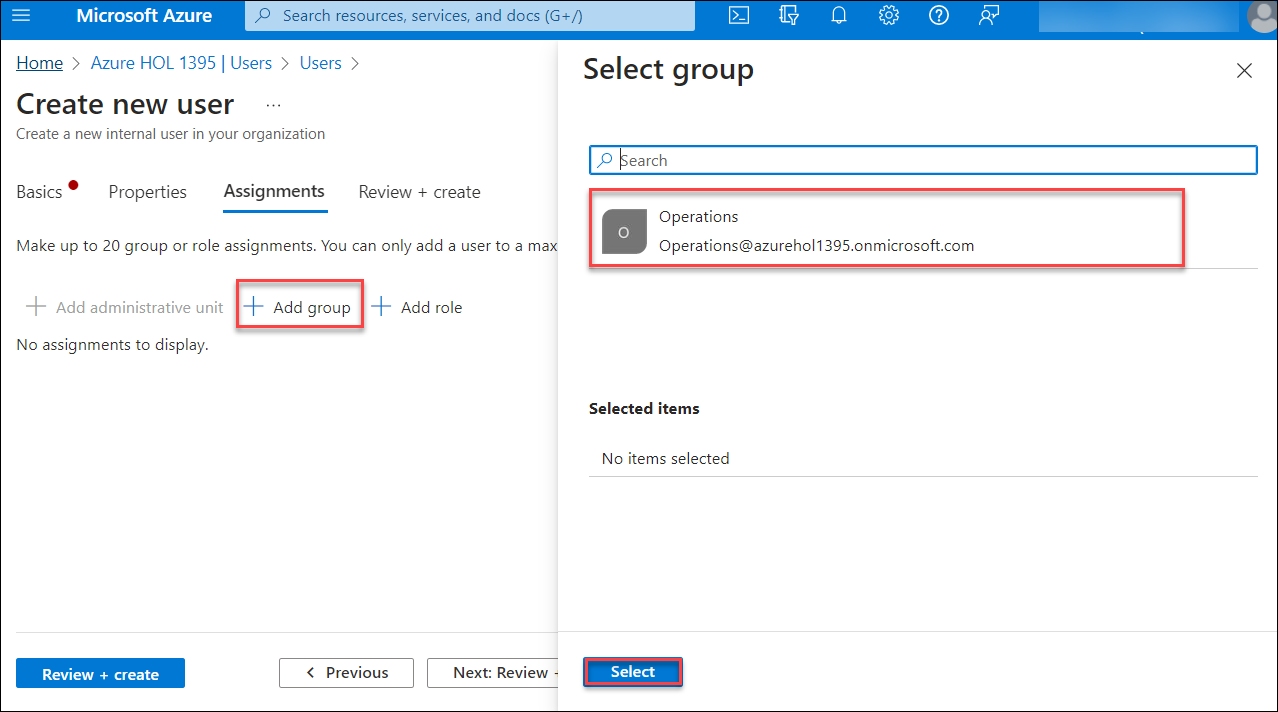 Microsoft Azure
Search resources, services, and docs (G+/)
Home > Azure HOL 1395 | Users > Users >
Create new user ...
Create a new internal user in your organization
Basics Properties Assignments Review + create
Make up to 20 group or role assignments. You can only add a user to a max
Add administrative unit Add group Add role
No assignments to display.
Review + create < Previous Next: Review +
Select group
Search
O
Operations
Operations@azurehol1395.onmicrosoft.com
Selected items
No items selected
Select